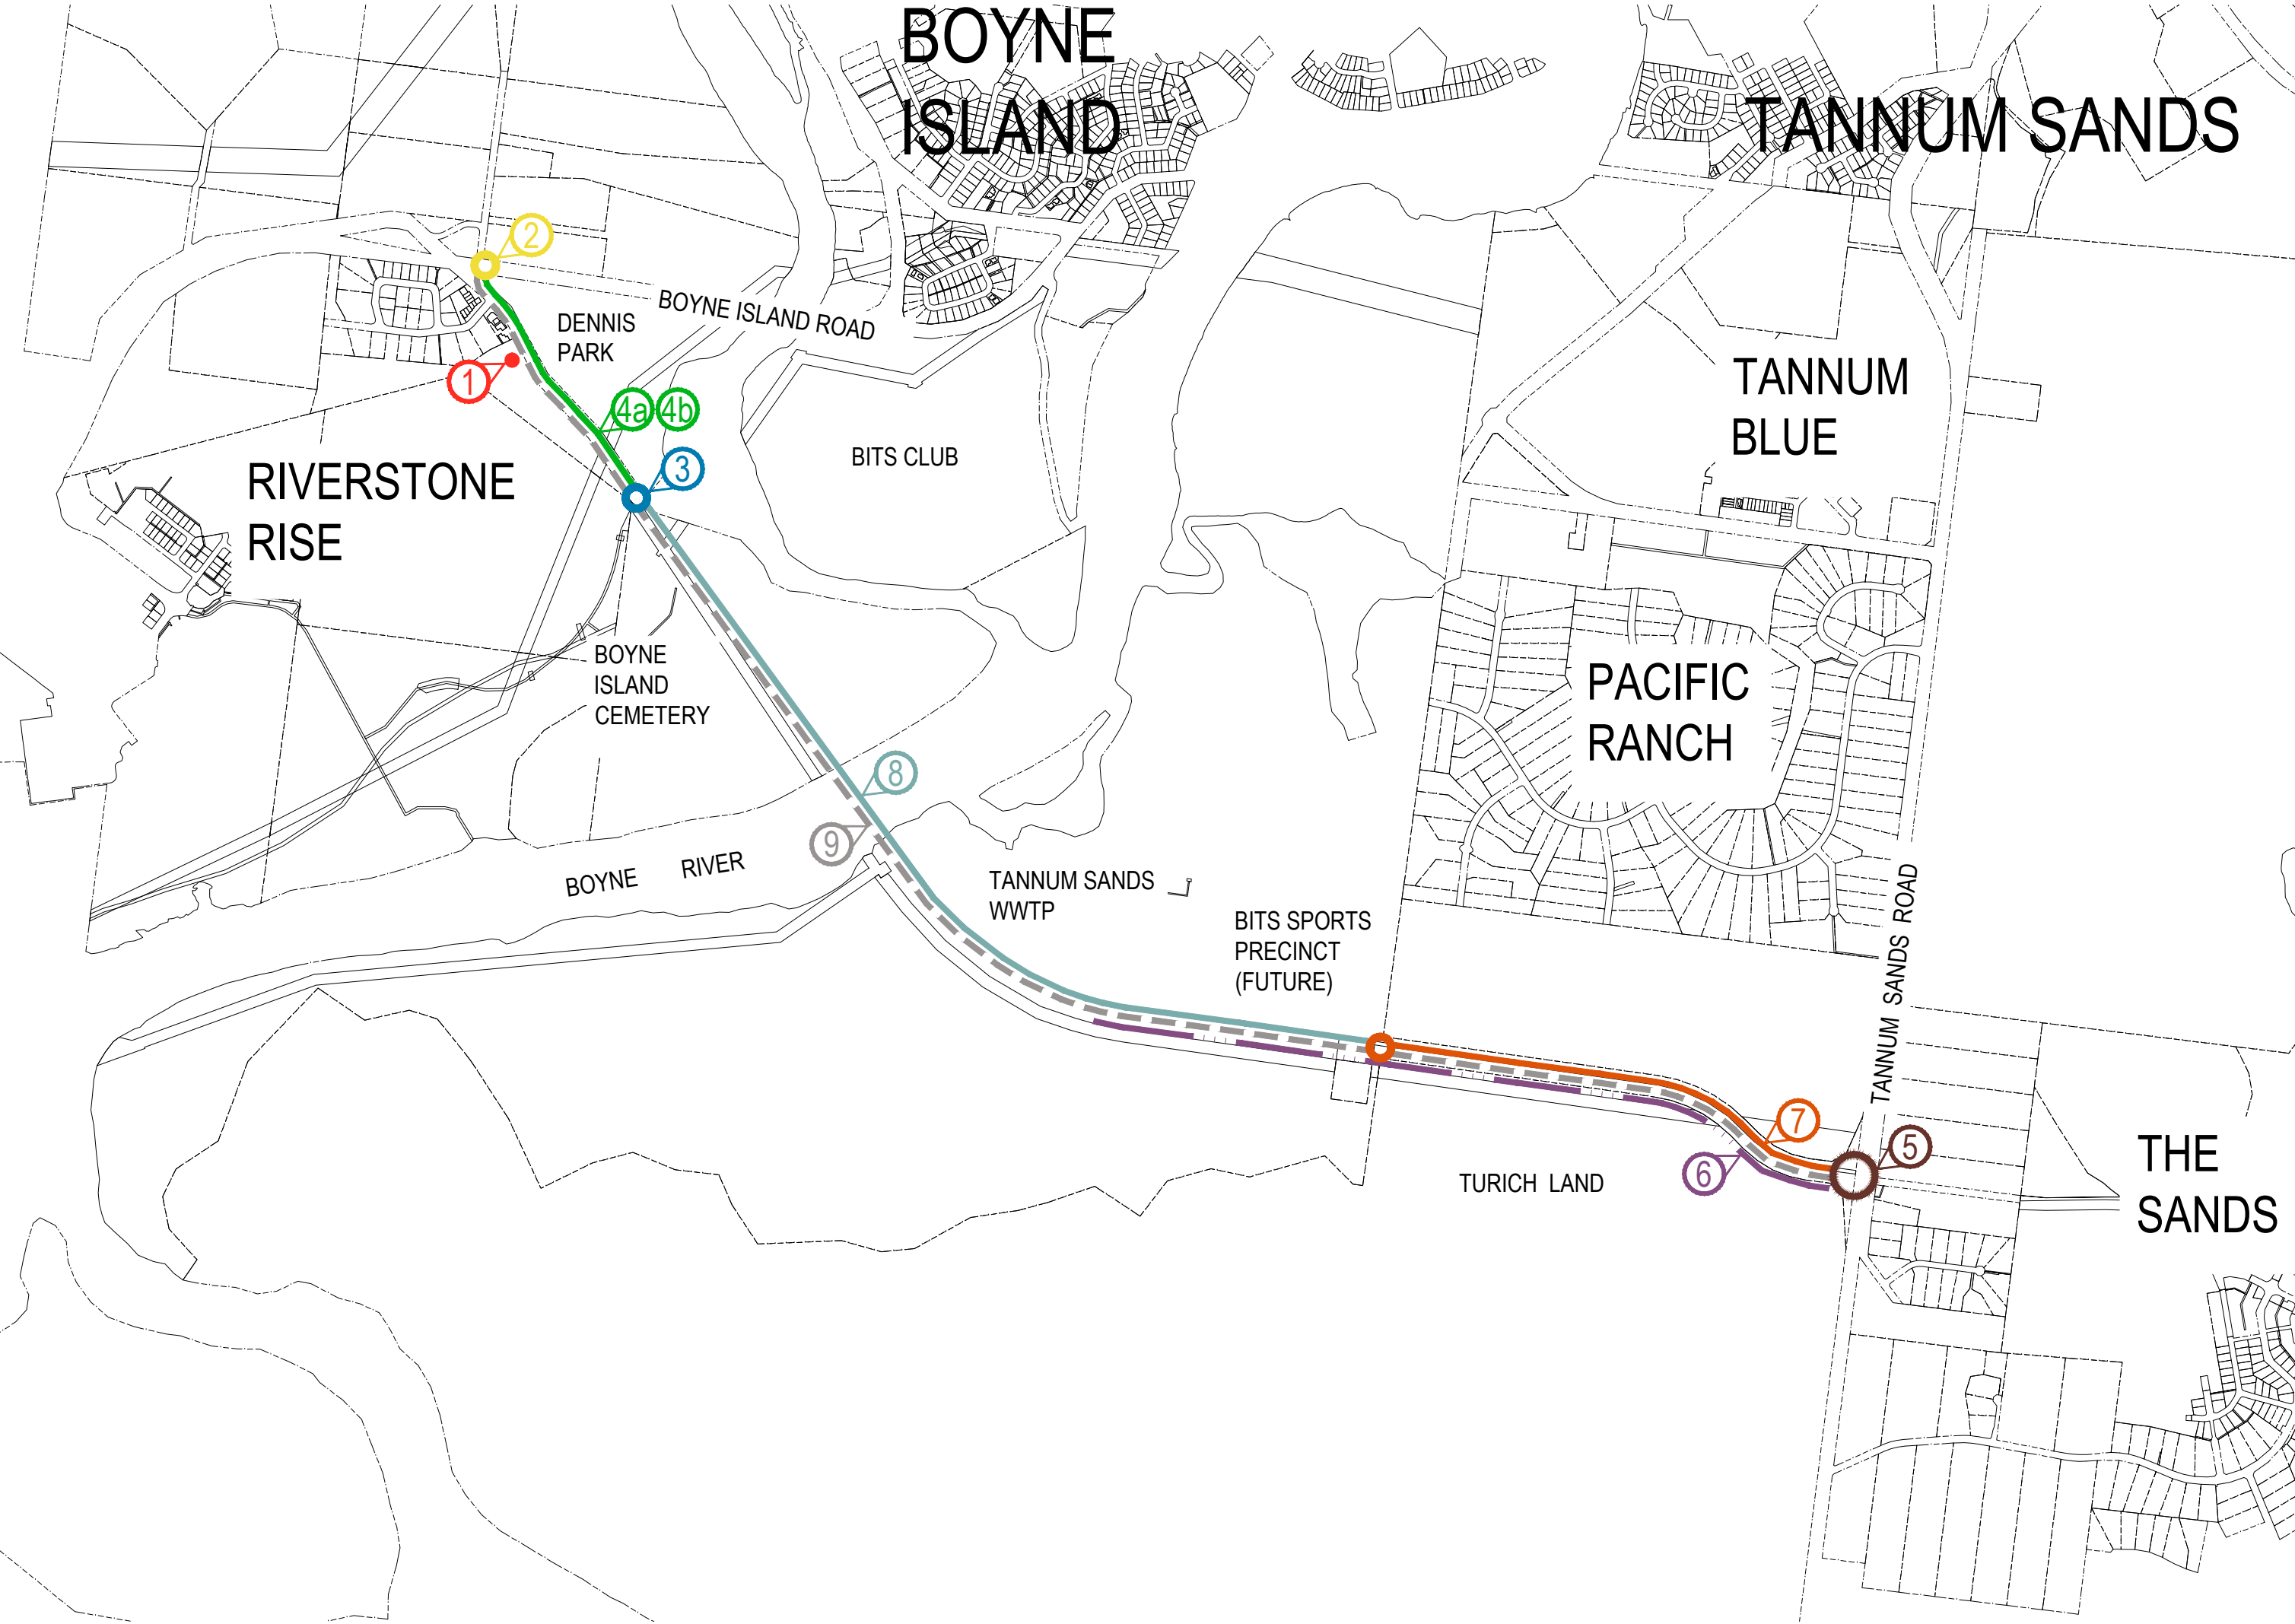 BOYNE
ISLAND
TANNUM SANDS
2
BOYNE ISLAND ROAD
DENNIS
PARK
1
4a 4b
3
BITS CLUB
TANNUM
BLUE
RIVERSTONE
RISE
BOYNE
ISLAND
CEMETERY
PACIFIC
RANCH
8
9
BOYNE RIVER
TANNUM SANDS
WWTP
BITS SPORTS
PRECINCT
(FUTURE)
TANNUM SANDS ROAD
7
5
6
TURICH LAND
THE
SANDS